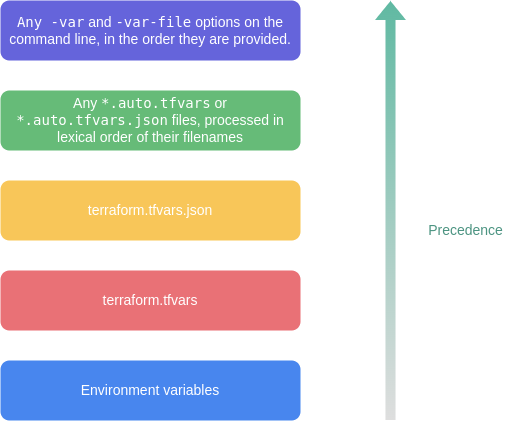 Any -var and -var-file options on the
command line, in the order they are provided.
Any *.auto.tfvars or
*.auto.tfvars.json files, processed in
lexical order of their filenames
terraform.tfvars.json
Precedence
terraform.tfvars
Environment variables